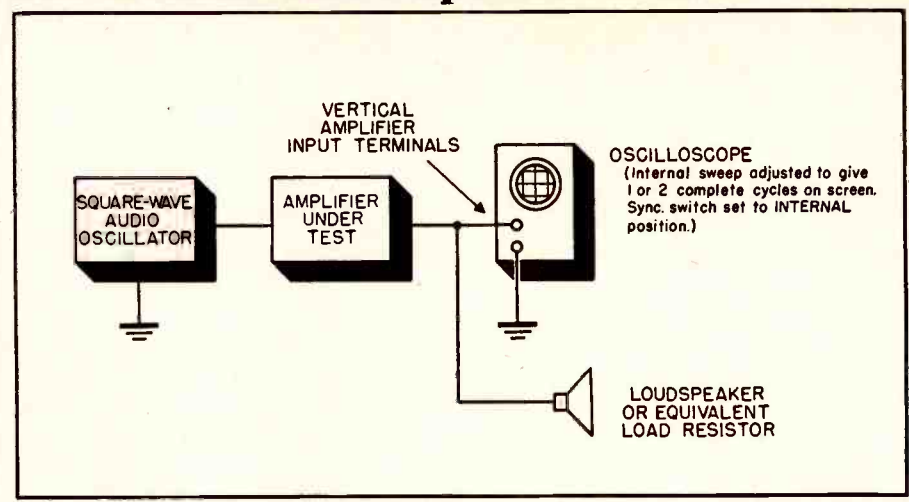 VERTICAL
AMPLIFIER
INPUT TERMINALS
OSCILLOSCOPE
(Internal sweep adjusted to give
1 or 2 complete cycles on screen.
Sync. switch set to INTERNAL
position.)
SQUARE-WAVE
AUDIO
OSCILLATOR
AMPLIFIER
UNDER
TEST
LOUDSPEAKER
OR EQUIVALENT
LOAD RESISTOR